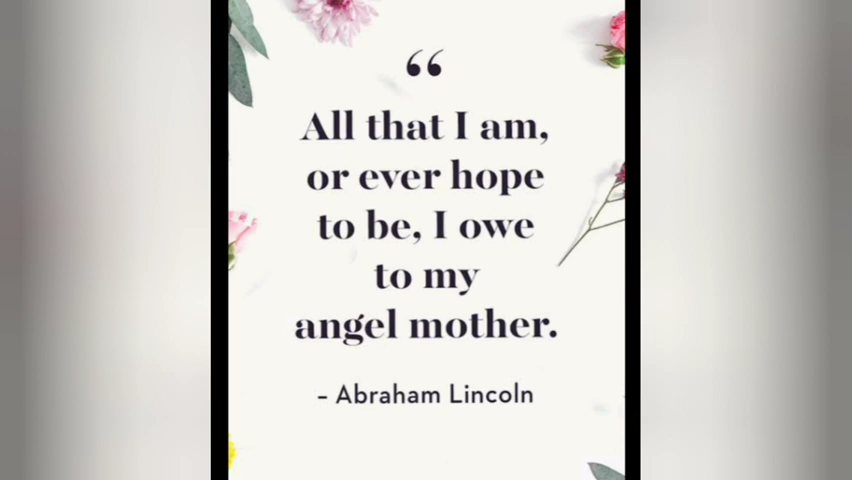 “
All that I am,
or ever hope
to be, I owe
to my
angel mother.
– Abraham Lincoln